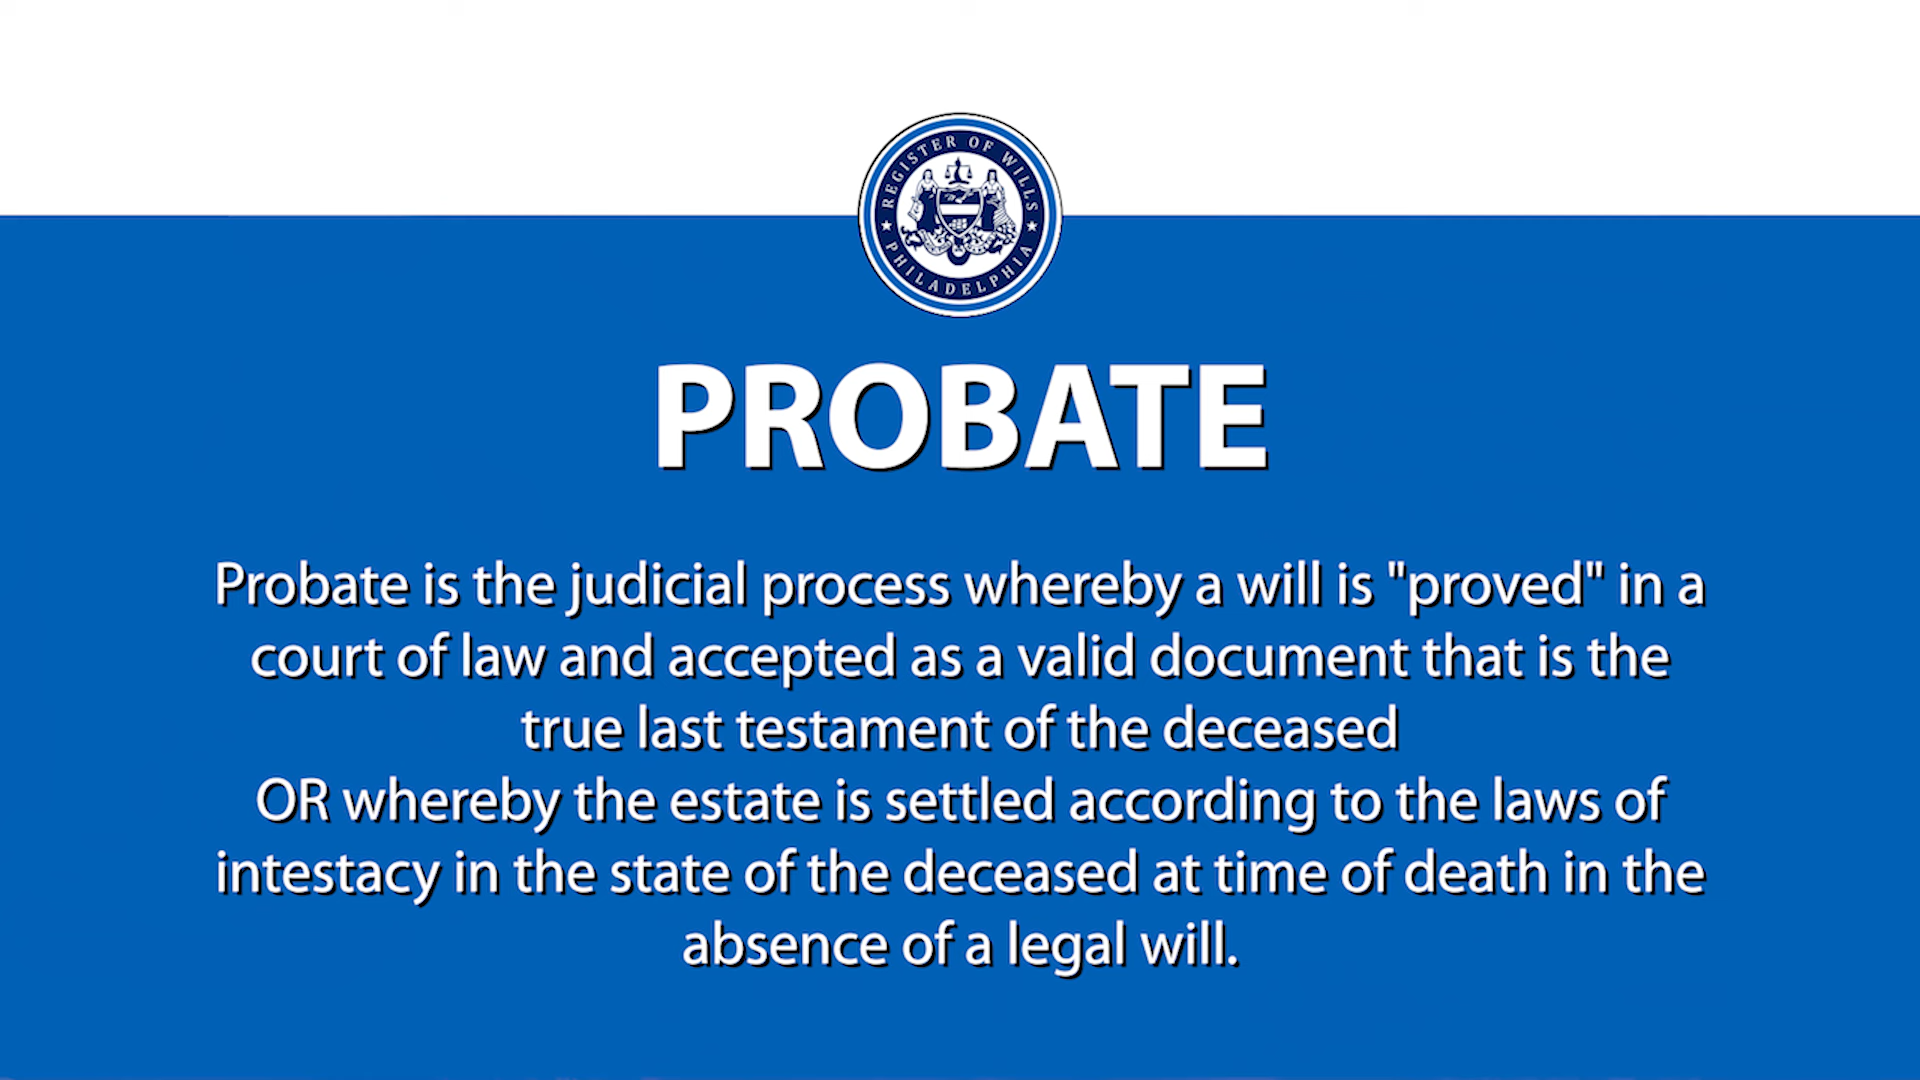 REGISTER OF WILLS
PHILADELPHIA
PROBATE
Probate is the judicial process whereby a will is "proved" in a
court of law and accepted as a valid document that is the
true last testament of the deceased
OR whereby the estate is settled according to the laws of
intestacy in the state of the deceased at time of death in the
absence of a legal will.